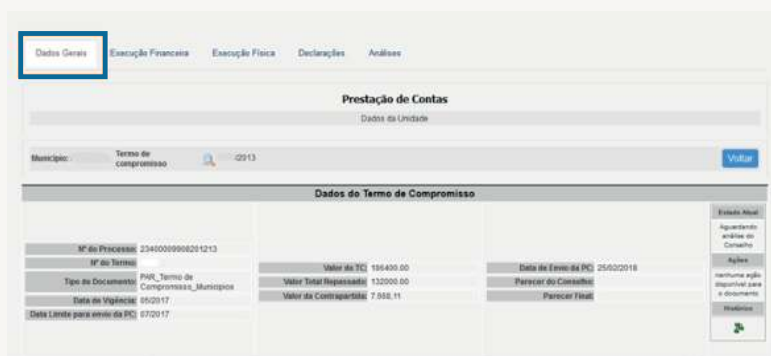 Dados Gerais Execução Financeira Execução Física Declarações Análises
Prestação de Contas
Dados da Unidade
Município: Termo de compromisso /2013 Voltar
Dados do Termo de Compromisso
Nº do Processo: 23400009908201213
Nº do Termo:
Tipo do Documento: PAR_Termo de Compromisso_Municipios
Data de Vigência: 05/2017
Data Limite para envio da PC: 07/2017
Valor do TC: 195400.00
Valor Total Repassado: 132000.00
Valor da Contrapartida: 7.558,11
Data de Envio da PC: 25/02/2018
Parecer do Conselho:
Parecer Final:
Estado Atual
Aguardando
análise do
Conselho
Ações
nenhuma ação
disponível para
o documento
Histórico